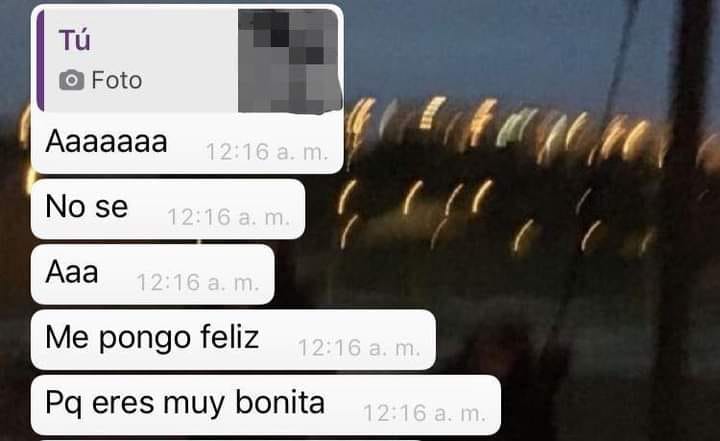 Tú
Foto
Aaaaaaa 12:16 a. m.
No se 12:16 a. m.
Aaa 12:16 a. m.
Me pongo feliz 12:16 a. m.
Pq eres muy bonita 12:16 a. m.